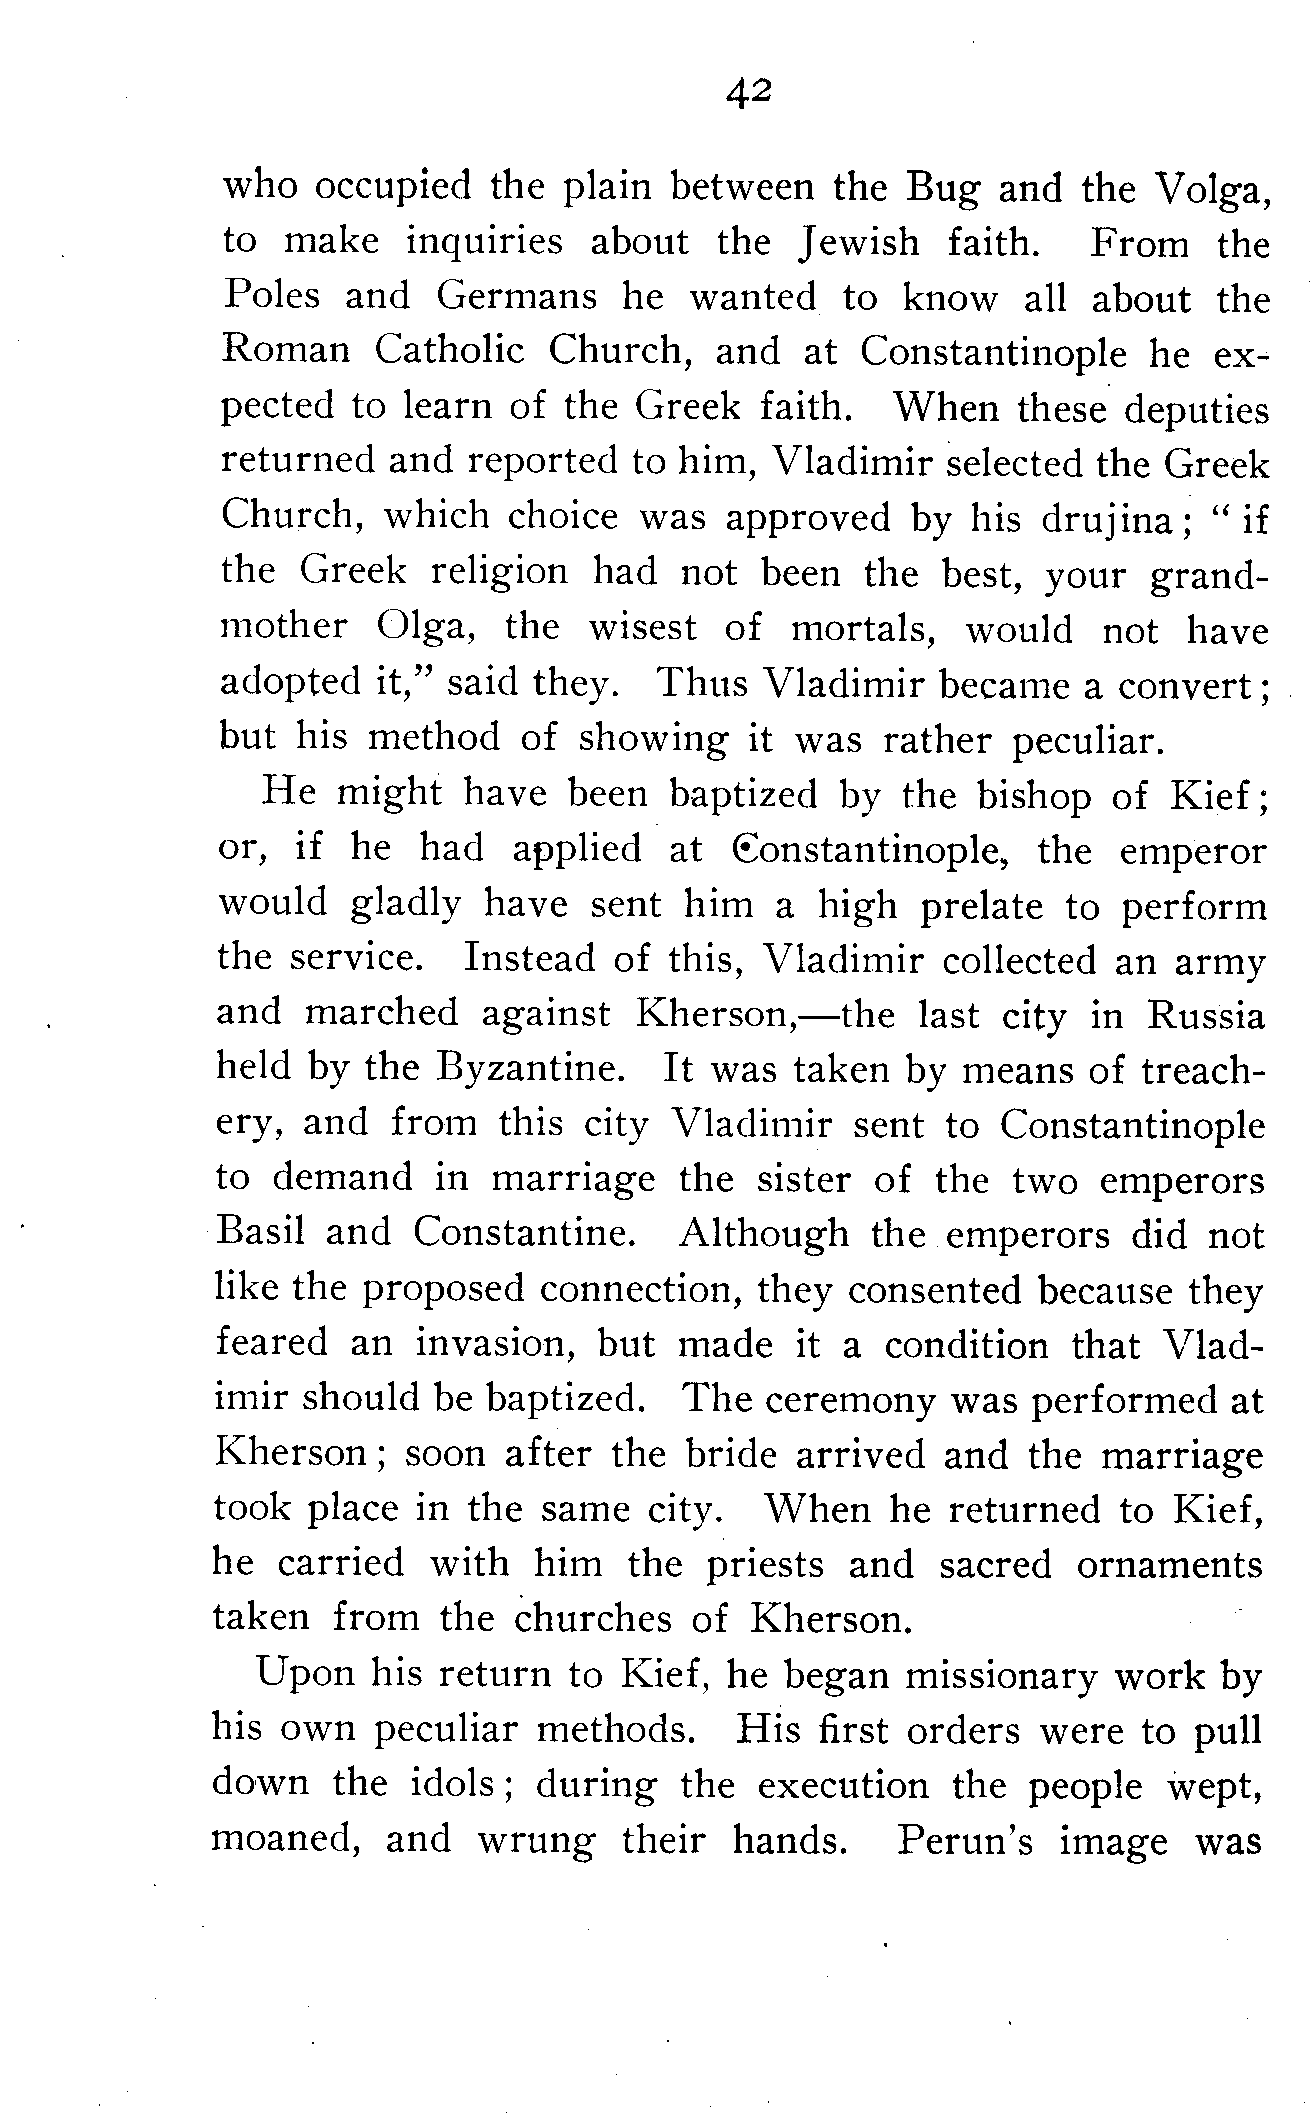 42
who occupied the plain between the Bug and the Volga,
to make inquiries about the Jewish faith. From the
Poles and Germans he wanted to know all about the
Roman Catholic Church, and at Constantinople he ex-
pected to learn of the Greek faith. When these deputies
returned and reported to him, Vladimir selected the Greek
Church, which choice was approved by his drujina; “ if
the Greek religion had not been the best, your grand-
mother Olga, the wisest of mortals, would not have
adopted it,” said they. Thus Vladimir became a convert;
but his method of showing it was rather peculiar.
He might have been baptized by the bishop of Kief;
or, if he had applied at Constantinople, the emperor
would gladly have sent him a high prelate to perform
the service. Instead of this, Vladimir collected an army
and marched against Kherson,—the last city in Russia
held by the Byzantine. It was taken by means of treach-
ery, and from this city Vladimir sent to Constantinople
to demand in marriage the sister of the two emperors
Basil and Constantine. Although the emperors did not
like the proposed connection, they consented because they
feared an invasion, but made it a condition that Vlad-
imir should be baptized. The ceremony was performed at
Kherson; soon after the bride arrived and the marriage
took place in the same city. When he returned to Kief,
he carried with him the priests and sacred ornaments
taken from the churches of Kherson.
Upon his return to Kief, he began missionary work by
his own peculiar methods. His first orders were to pull
down the idols; during the execution the people wept,
moaned, and wrung their hands. Perun’s image was